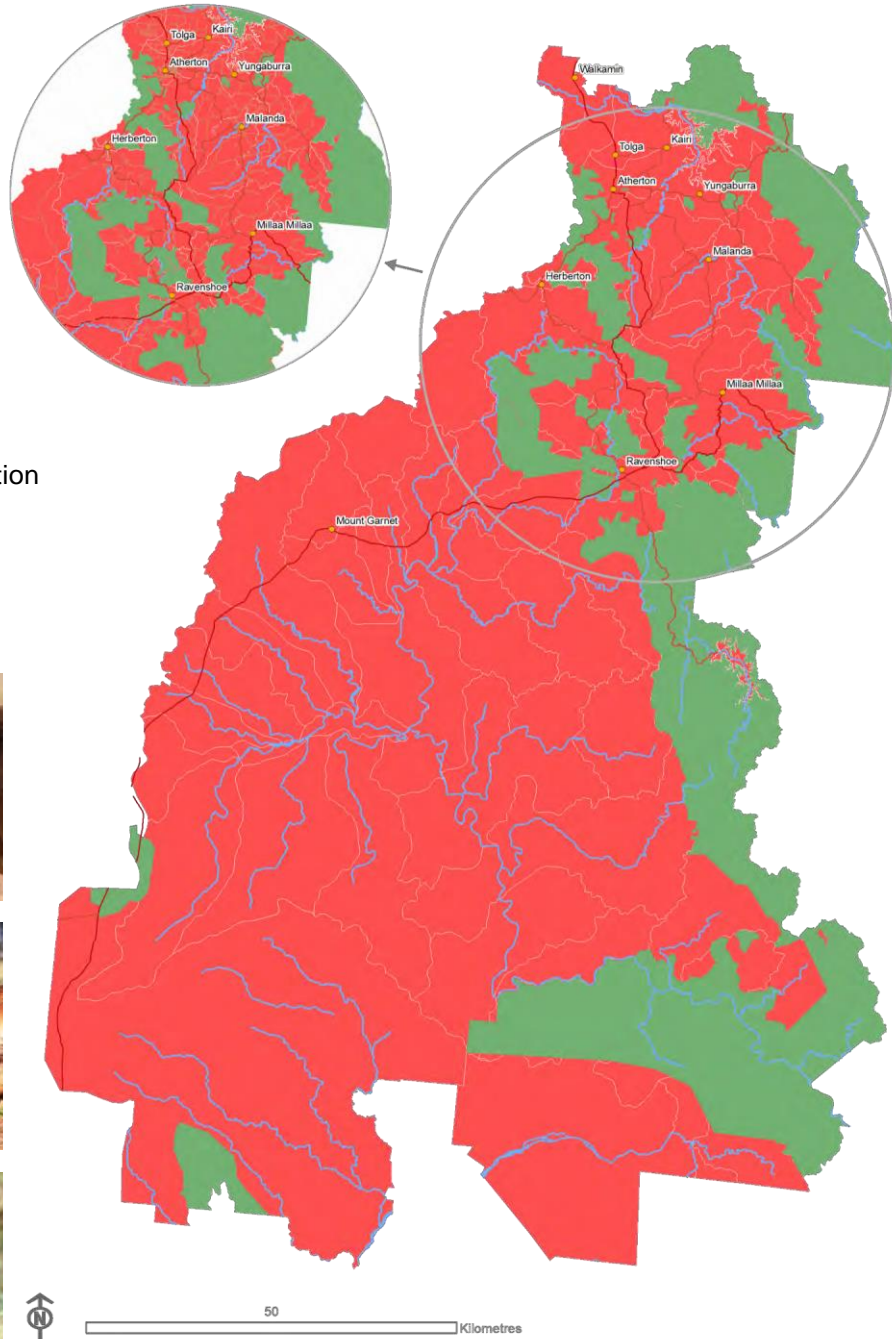 Tolga
Kairi
Atherton
Yungaburra
Malanda
Herberton
Millaa Millaa
Ravenshoe
Walkamin
Kairi
Tolga
Atherton
Yungaburra
Malanda
Herberton
Millaa Millaa
Ravenshoe
tion
Mount Garnet
N
50
Kilometres